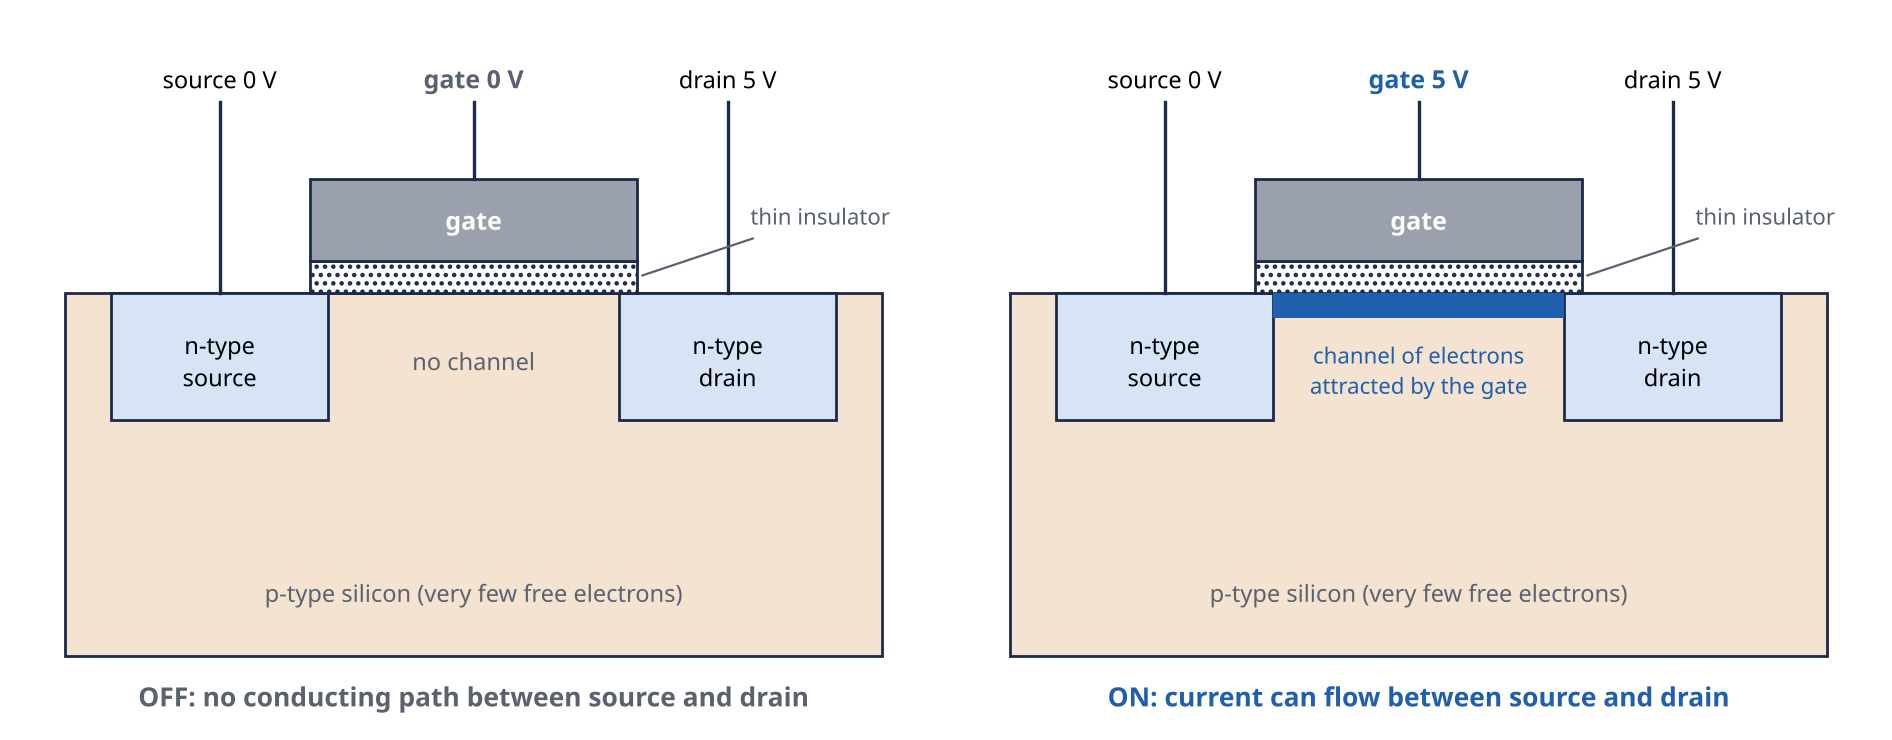 source 0 V
gate 0 V
drain 5 V
gate
thin insulator
n-type
source
no channel
n-type
drain
p-type silicon (very few free electrons)
OFF: no conducting path between source and drain
source 0 V
gate 5 V
drain 5 V
gate
thin insulator
n-type
source
channel of electrons
attracted by the gate
n-type
drain
p-type silicon (very few free electrons)
ON: current can flow between source and drain